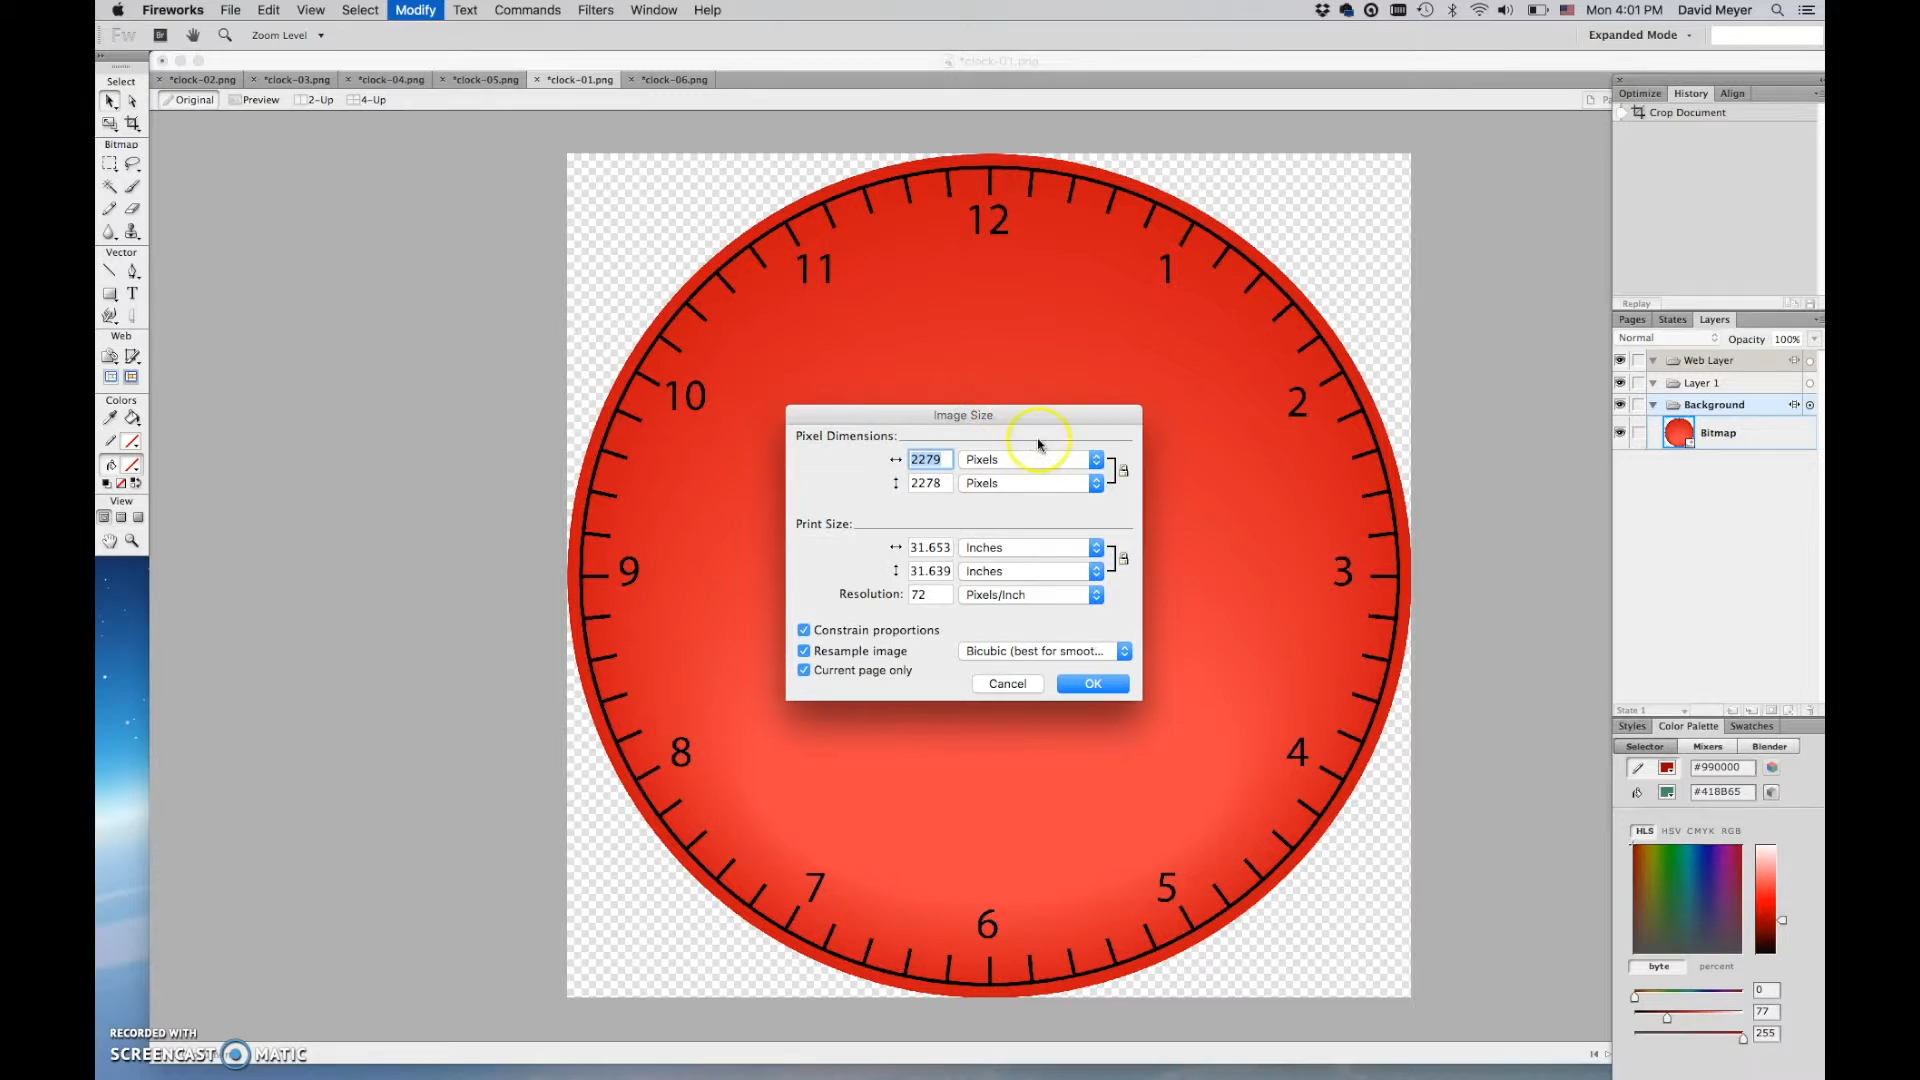 Fireworks File Edit View Select Modify Text Commands Filters Window Help Mon 4:01 PM David Meyer
Fw Br Zoom Level Expanded Mode
*clock-01.png
Select *clock-02.png *clock-03.png *clock-04.png *clock-05.png *clock-01.png *clock-06.png
Original Preview 2-Up 4-Up
Optimize History Align
Crop Document
Bitmap
Vector
Web
Colors
View
12
11 1
10 2
9 3
8 4
7 5
6
Image Size
Pixel Dimensions:
2279 Pixels
2278 Pixels
Print Size:
31.653 Inches
31.639 Inches
Resolution: 72 Pixels/Inch
Constrain proportions
Resample image Bicubic (best for smoot...
Current page only
Cancel OK
Replay
Pages States Layers
Normal Opacity 100%
Web Layer
Layer 1
Background
Bitmap
State 1
Styles Color Palette Swatches
Selector Mixers Blender
#990000
#418B65
HLS HSV CMYK RGB
byte percent
0
77
255
RECORDED WITH
SCREENCAST MATIC